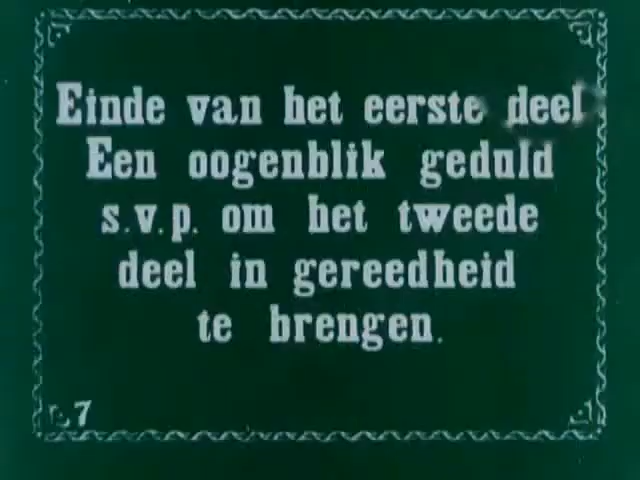 Einde van het eerste deel
Een oogenblik geduld
s.v.p. om het tweede
deel in gereedheid
te brengen.
7